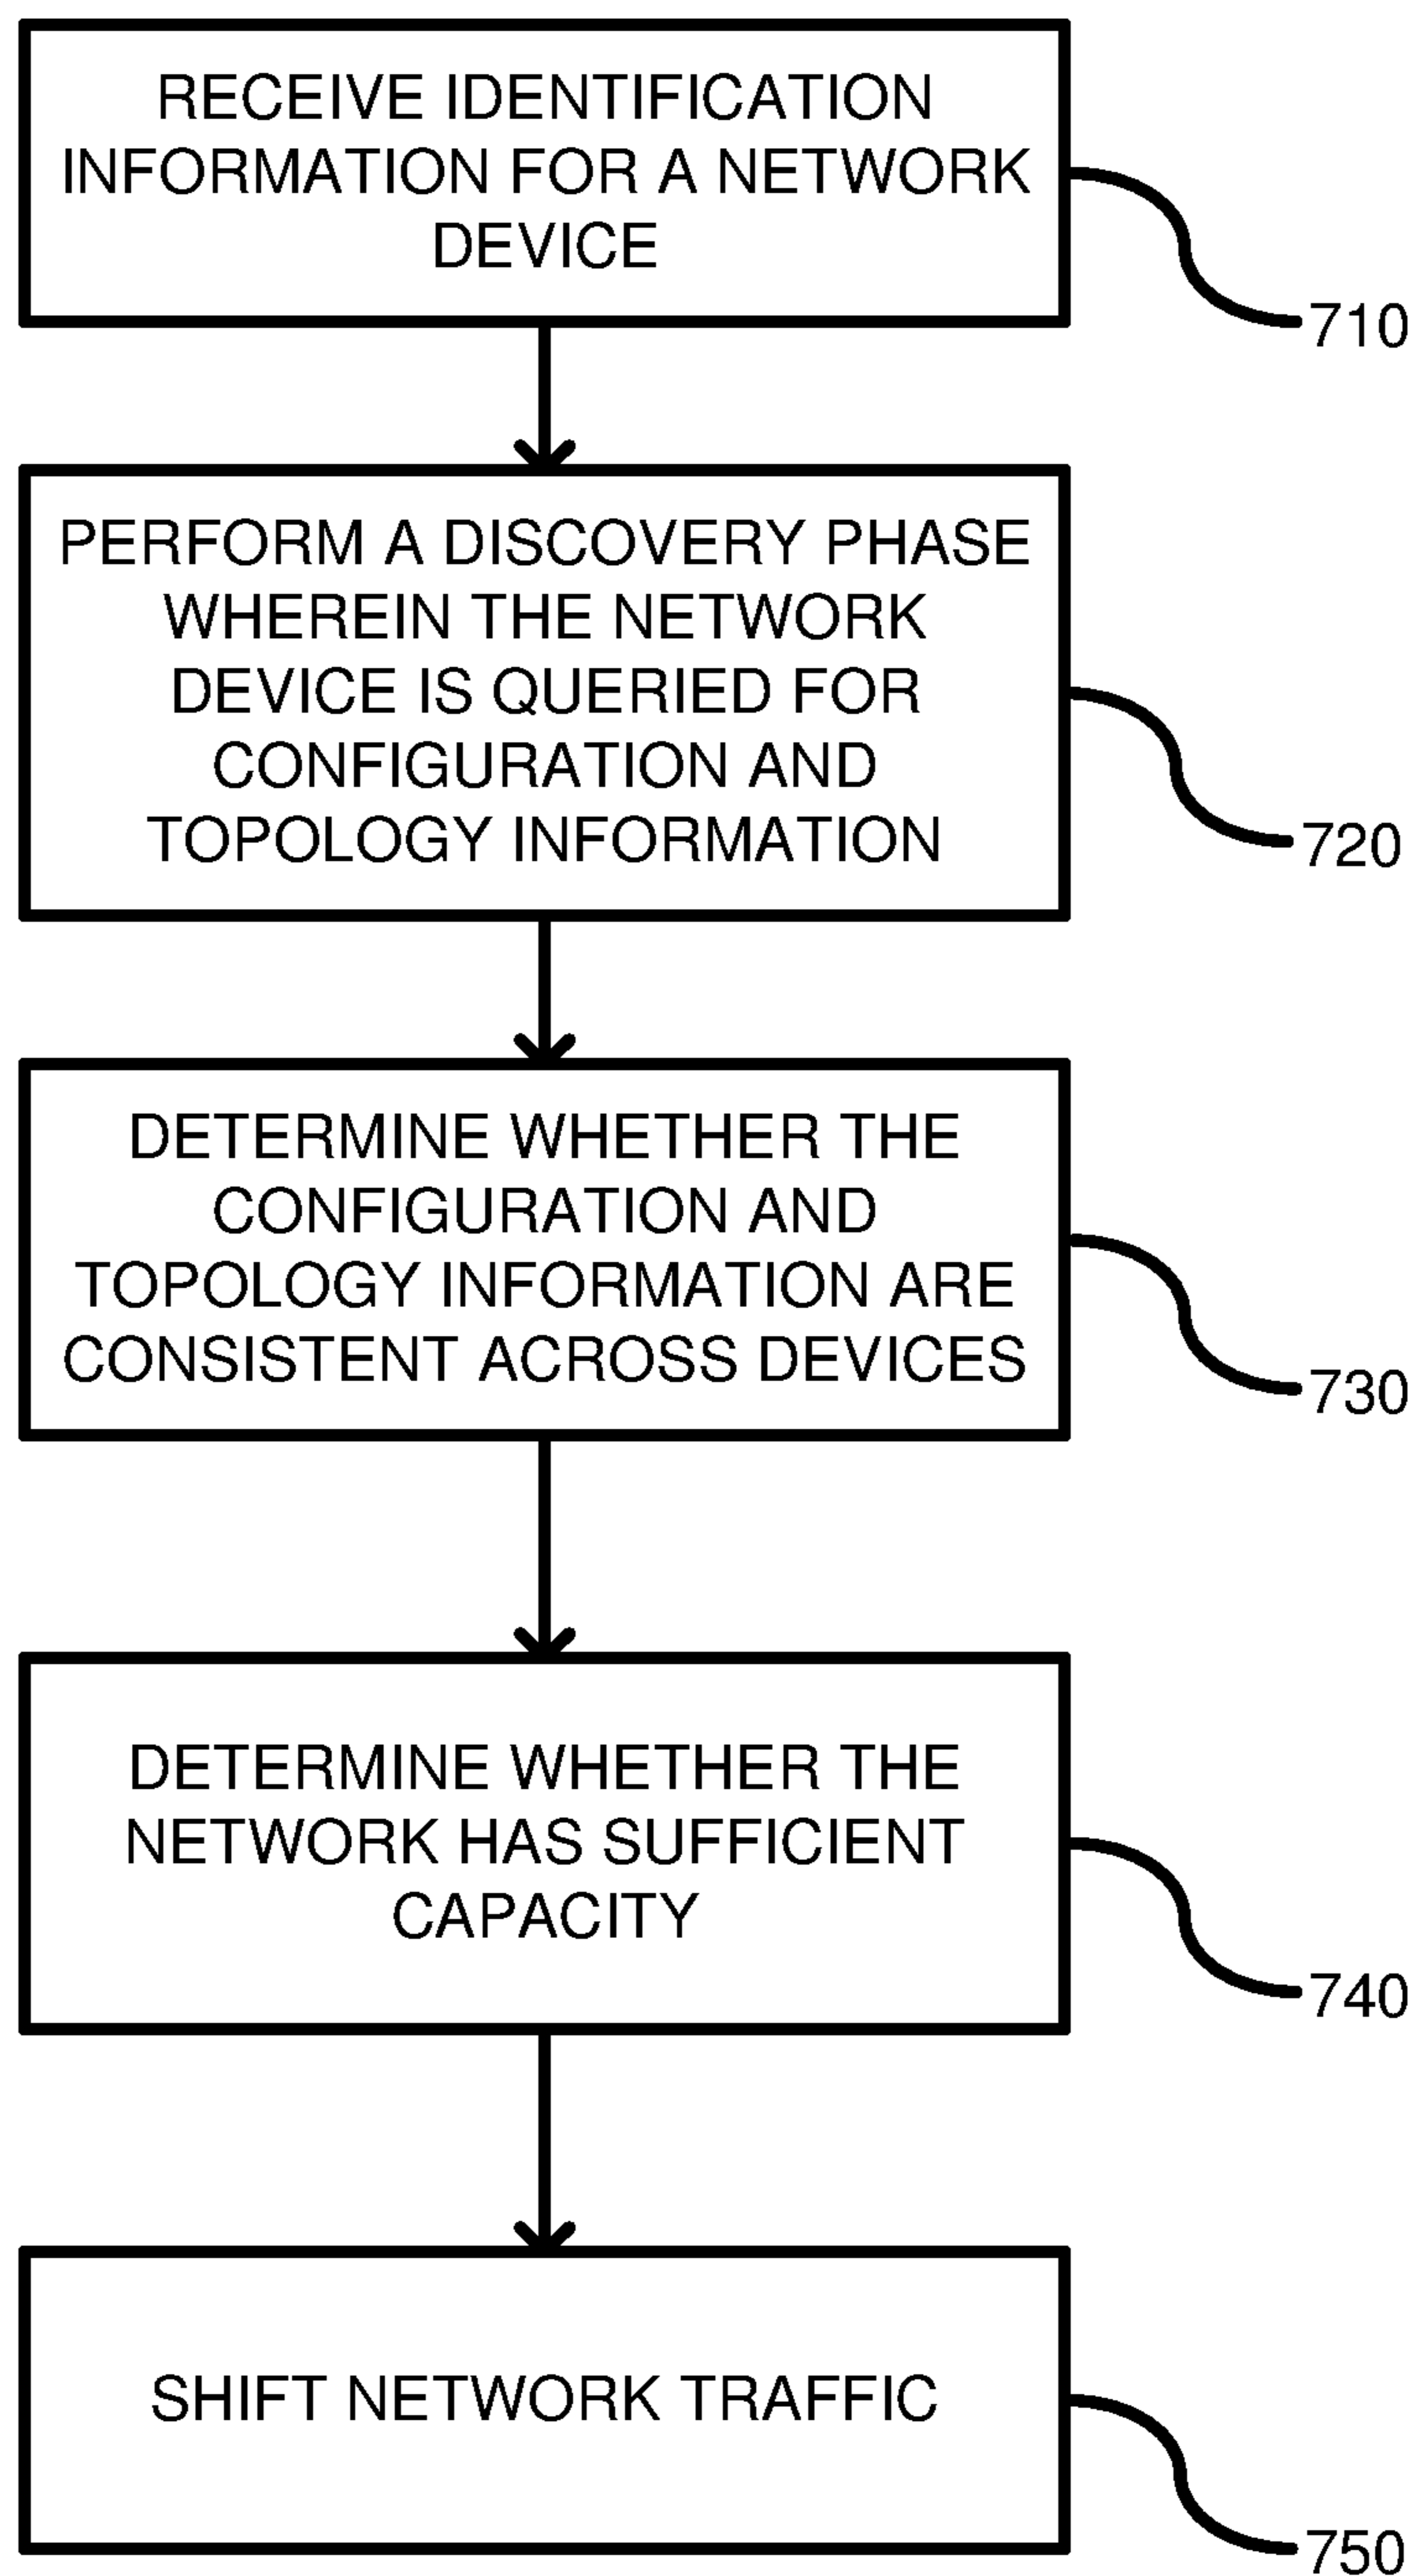 RECEIVE IDENTIFICATION
INFORMATION FOR A NETWORK
DEVICE
710
PERFORM A DISCOVERY PHASE
WHEREIN THE NETWORK
DEVICE IS QUERIED FOR
CONFIGURATION AND
TOPOLOGY INFORMATION
720
DETERMINE WHETHER THE
CONFIGURATION AND
TOPOLOGY INFORMATION ARE
CONSISTENT ACROSS DEVICES
730
DETERMINE WHETHER THE
NETWORK HAS SUFFICIENT
CAPACITY
740
SHIFT NETWORK TRAFFIC
750